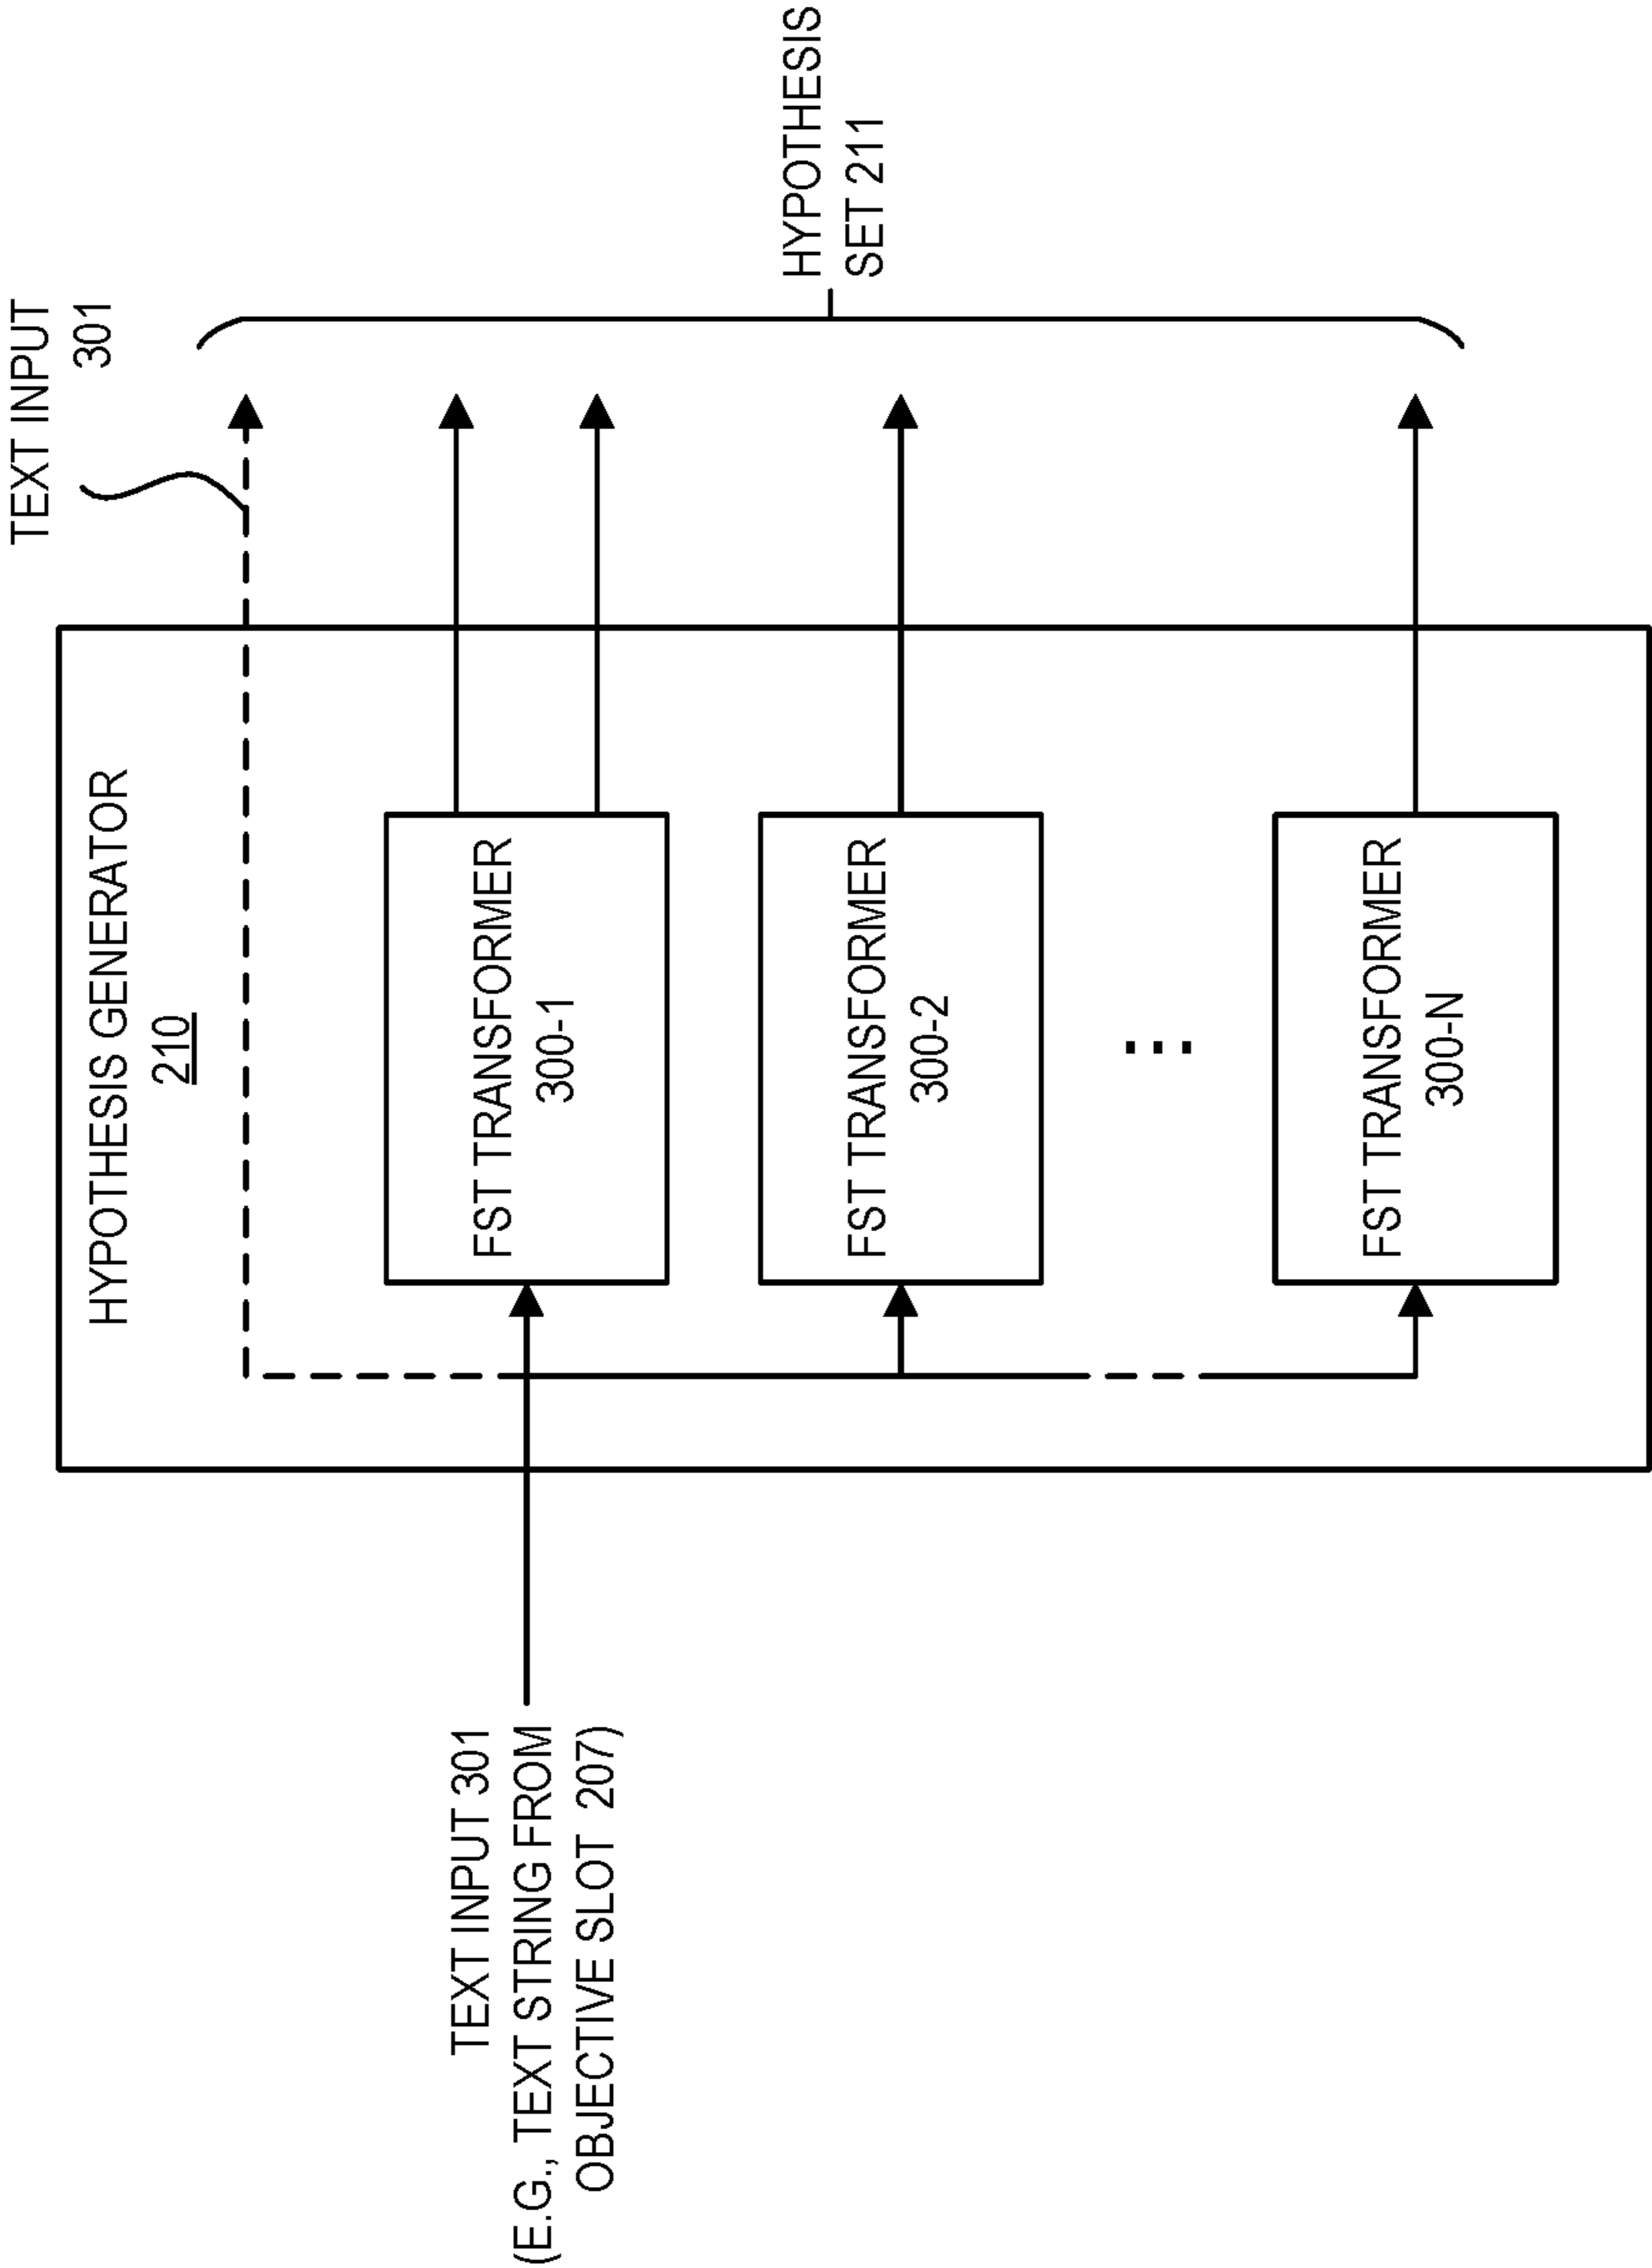 TEXT INPUT
301
HYPOTHESIS GENERATOR
210
FST TRANSFORMER
300-1
FST TRANSFORMER
300-2
...
FST TRANSFORMER
300-N
TEXT INPUT 301
(E.G., TEXT STRING FROM
OBJECTIVE SLOT 207)
HYPOTHESIS
SET 211